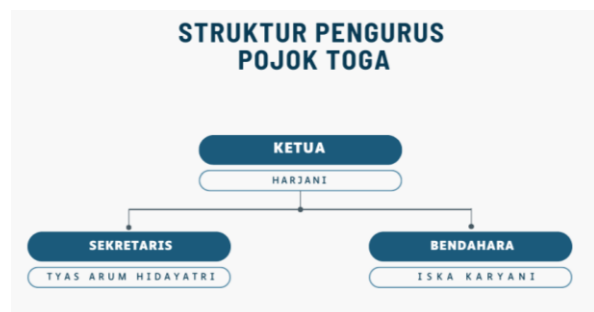 STRUKTUR PENGURUS
POJOK TOGA
KETUA
HARJANI
SEKRETARIS
TYAS ARUM HIDAYATRI
BENDAHARA
ISKA KARYANI